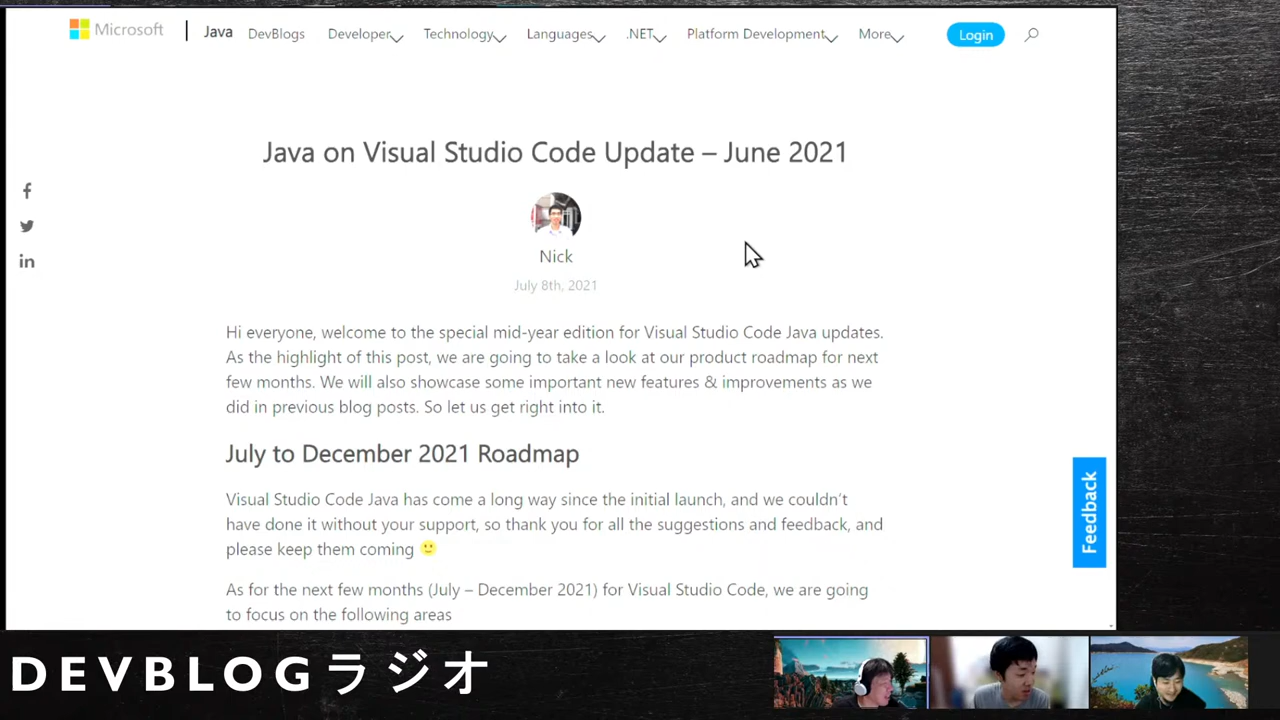 Microsoft | Java DevBlogs Developer Technology Languages .NET Platform Development More Login
Java on Visual Studio Code Update – June 2021
Nick
July 8th, 2021
Hi everyone, welcome to the special mid-year edition for Visual Studio Code Java updates.
As the highlight of this post, we are going to take a look at our product roadmap for next
few months. We will also showcase some important new features & improvements as we
did in previous blog posts. So let us get right into it.
July to December 2021 Roadmap
Visual Studio Code Java has come a long way since the initial launch, and we couldn't
have done it without your support, so thank you for all the suggestions and feedback, and
please keep them coming 🙂
As for the next few months (July – December 2021) for Visual Studio Code, we are going
to focus on the following areas
Feedback
DEVBLOGラジオ